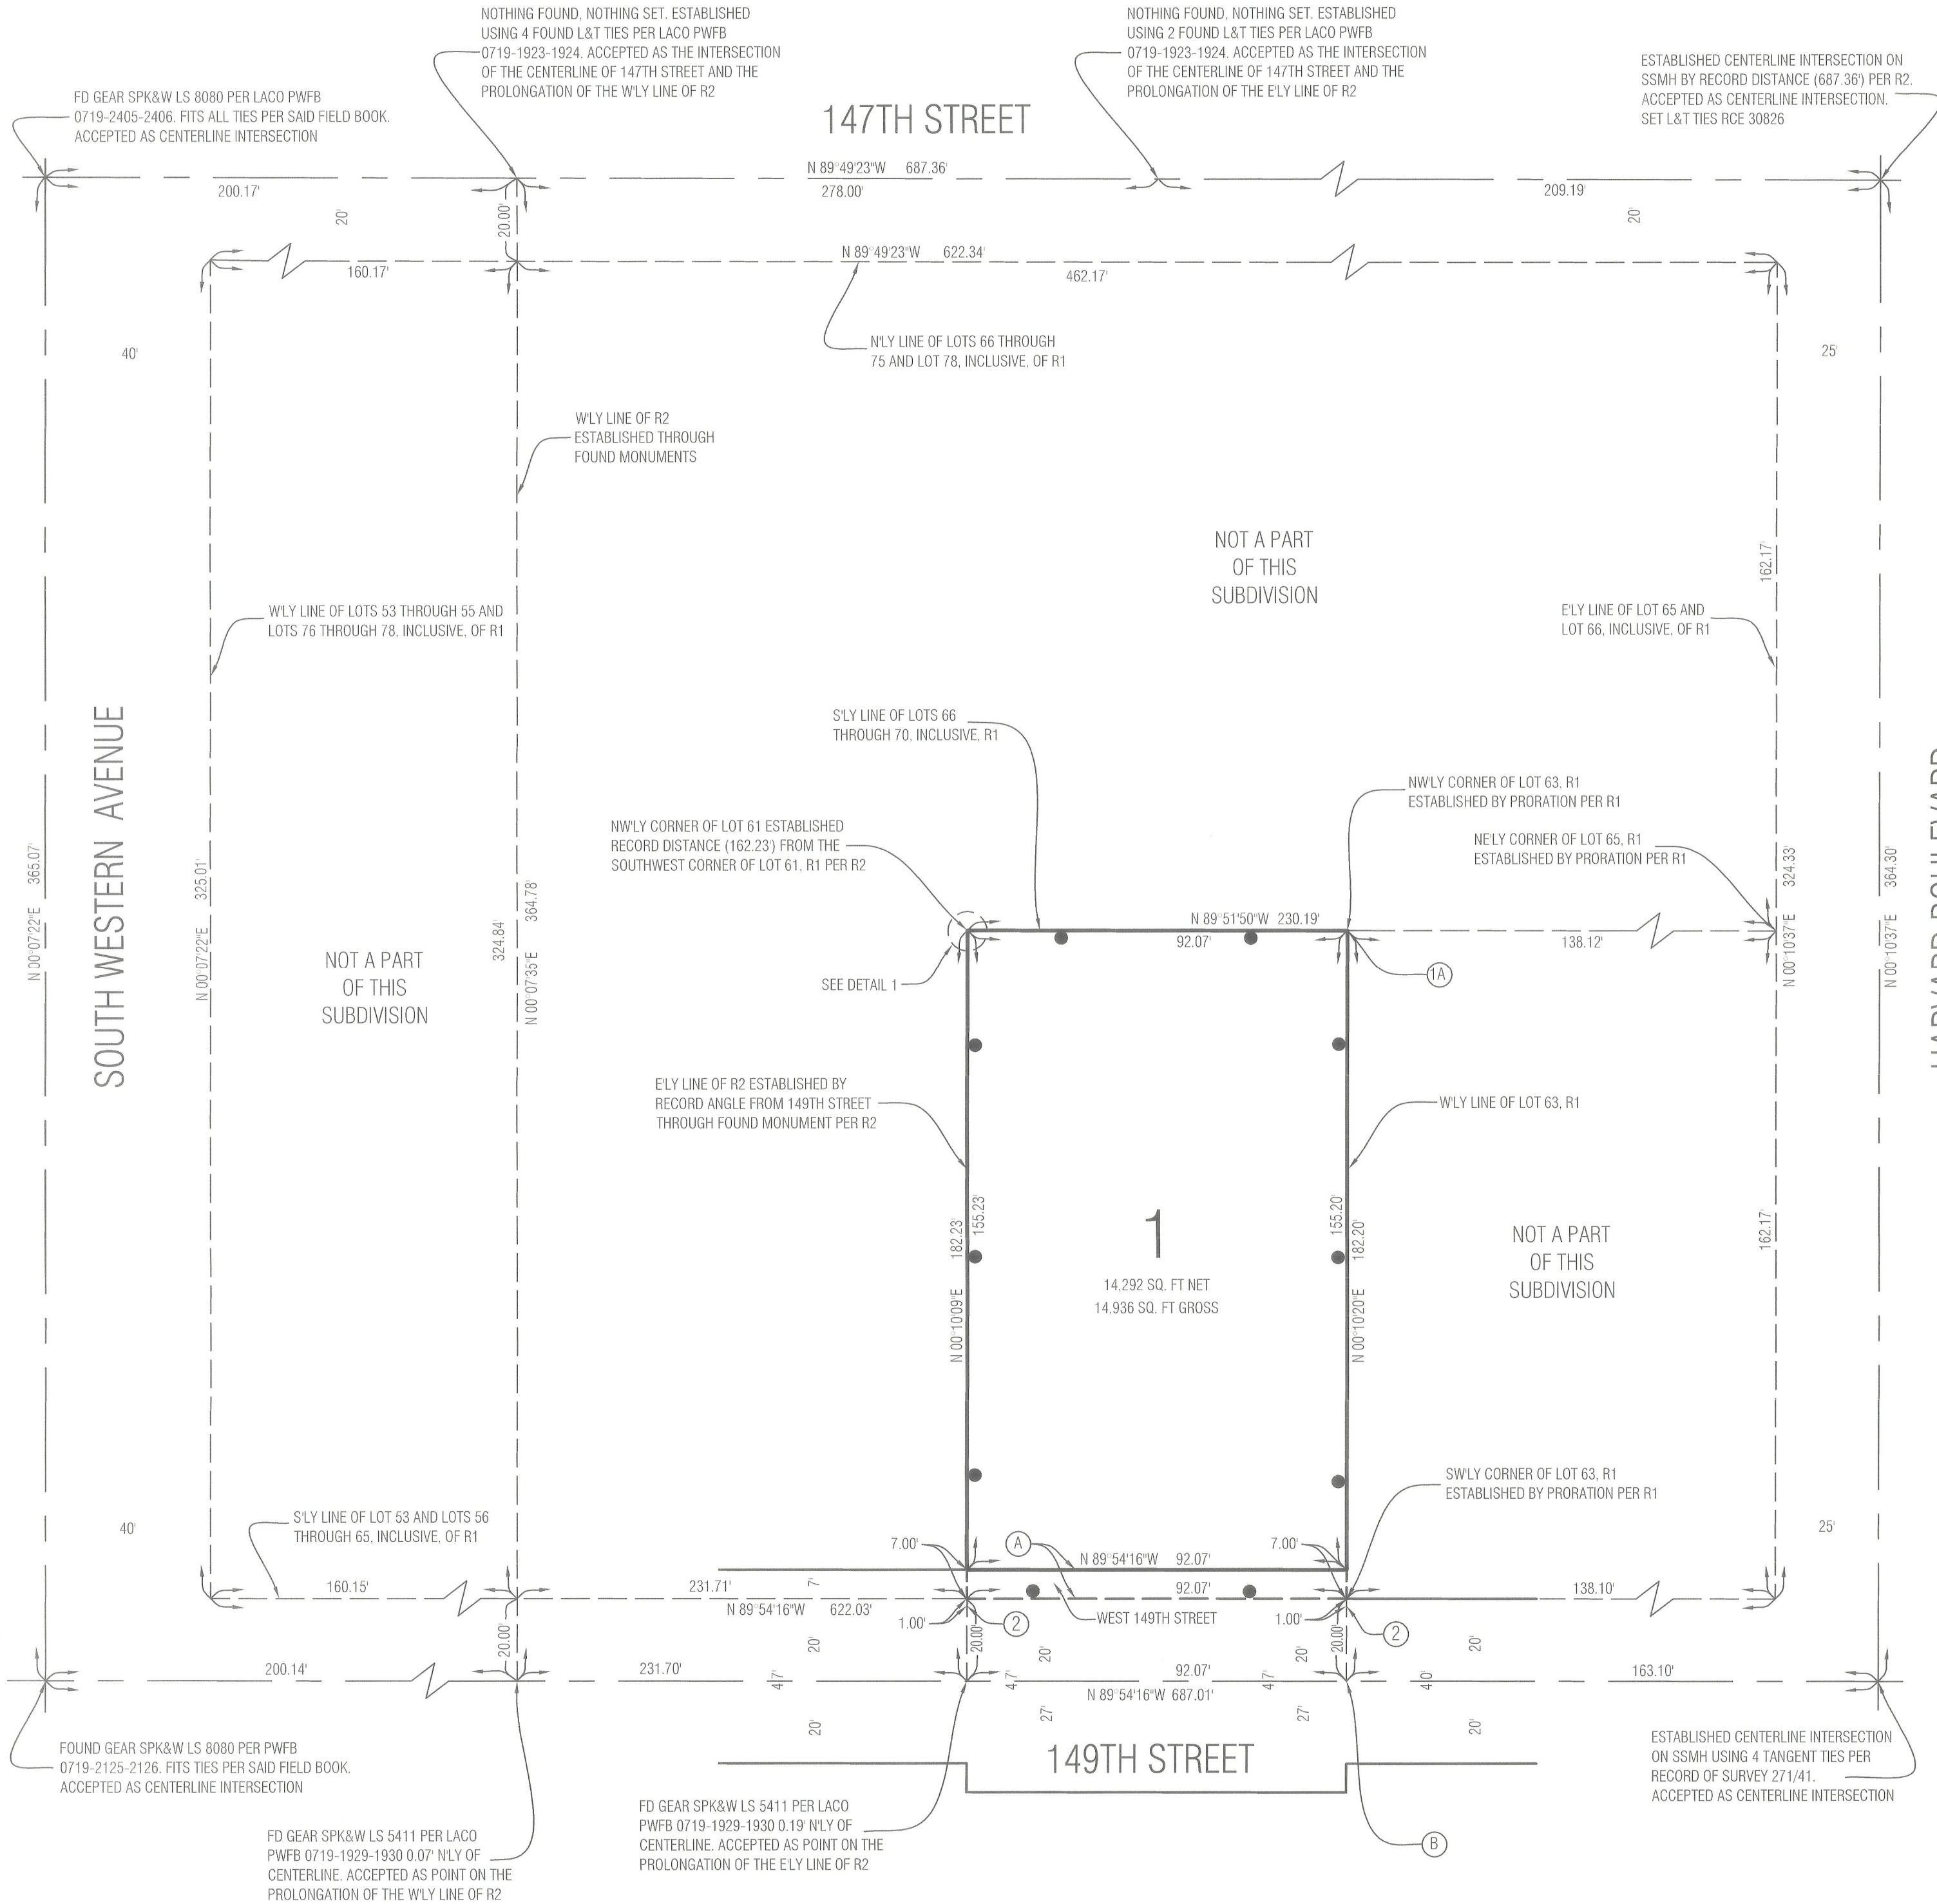 NOTHING FOUND, NOTHING SET. ESTABLISHED
USING 4 FOUND L&T TIES PER LACO PWFB
0719-1923-1924. ACCEPTED AS THE INTERSECTION
OF THE CENTERLINE OF 147TH STREET AND THE
PROLONGATION OF THE W'LY LINE OF R2
NOTHING FOUND, NOTHING SET. ESTABLISHED
USING 2 FOUND L&T TIES PER LACO PWFB
0719-1923-1924. ACCEPTED AS THE INTERSECTION
OF THE CENTERLINE OF 147TH STREET AND THE
PROLONGATION OF THE E'LY LINE OF R2
ESTABLISHED CENTERLINE INTERSECTION ON
SSMH BY RECORD DISTANCE (687.36') PER R2.
ACCEPTED AS CENTERLINE INTERSECTION.
SET L&T TIES RCE 30826
FD GEAR SPK&W LS 8080 PER LACO PWFB
0719-2405-2406. FITS ALL TIES PER SAID FIELD BOOK.
ACCEPTED AS CENTERLINE INTERSECTION
147TH STREET
N 89°49'23"W 687.36'
200.17'
278.00'
209.19'
20'
20.00'
20'
N 89°49'23"W 622.34'
160.17'
462.17'
N'LY LINE OF LOTS 66 THROUGH
75 AND LOT 78, INCLUSIVE, OF R1
40'
25'
W'LY LINE OF R2
ESTABLISHED THROUGH
FOUND MONUMENTS
NOT A PART
OF THIS
SUBDIVISION
162.17'
W'LY LINE OF LOTS 53 THROUGH 55 AND
LOTS 76 THROUGH 78, INCLUSIVE, OF R1
E'LY LINE OF LOT 65 AND
LOT 66, INCLUSIVE, OF R1
SOUTH WESTERN AVENUE
S'LY LINE OF LOTS 66
THROUGH 70, INCLUSIVE, R1
NW'LY CORNER OF LOT 63, R1
ESTABLISHED BY PRORATION PER R1
NW'LY CORNER OF LOT 61 ESTABLISHED
RECORD DISTANCE (162.23') FROM THE
SOUTHWEST CORNER OF LOT 61, R1 PER R2
NE'LY CORNER OF LOT 65, R1
ESTABLISHED BY PRORATION PER R1
N 00°07'22"E 365.07'
N 00°07'22"E 325.01'
324.84'
N 00°07'35"E 364.78'
N 00°10'37"E 324.33'
N 00°10'37"E 364.30'
N 89°51'50"W 230.19'
92.07'
138.12'
NOT A PART
OF THIS
SUBDIVISION
SEE DETAIL 1
1A
E'LY LINE OF R2 ESTABLISHED BY
RECORD ANGLE FROM 149TH STREET
THROUGH FOUND MONUMENT PER R2
W'LY LINE OF LOT 63, R1
N 00°10'09"E 182.23'
155.23'
1
14,292 SQ. FT NET
14,936 SQ. FT GROSS
155.20'
N 00°10'20"E 182.20'
NOT A PART
OF THIS
SUBDIVISION
162.17'
SW'LY CORNER OF LOT 63, R1
ESTABLISHED BY PRORATION PER R1
S'LY LINE OF LOT 53 AND LOTS 56
THROUGH 65, INCLUSIVE, OF R1
40'
25'
7.00'
A
7.00'
N 89°54'16"W 92.07'
160.15'
231.71'
7'
92.07'
138.10'
N 89°54'16"W 622.03'
1.00'
2
WEST 149TH STREET
1.00'
2
20.00'
20'
20.00'
20'
20'
20.00'
20'
200.14'
231.70'
47'
47'
92.07'
47'
40'
163.10'
N 89°54'16"W 687.01'
20'
27'
27'
20'
149TH STREET
FOUND GEAR SPK&W LS 8080 PER PWFB
0719-2125-2126. FITS TIES PER SAID FIELD BOOK.
ACCEPTED AS CENTERLINE INTERSECTION
ESTABLISHED CENTERLINE INTERSECTION
ON SSMH USING 4 TANGENT TIES PER
RECORD OF SURVEY 271/41.
ACCEPTED AS CENTERLINE INTERSECTION
FD GEAR SPK&W LS 5411 PER LACO
PWFB 0719-1929-1930 0.19' N'LY OF
CENTERLINE. ACCEPTED AS POINT ON THE
PROLONGATION OF THE E'LY LINE OF R2
B
FD GEAR SPK&W LS 5411 PER LACO
PWFB 0719-1929-1930 0.07' N'LY OF
CENTERLINE. ACCEPTED AS POINT ON THE
PROLONGATION OF THE W'LY LINE OF R2